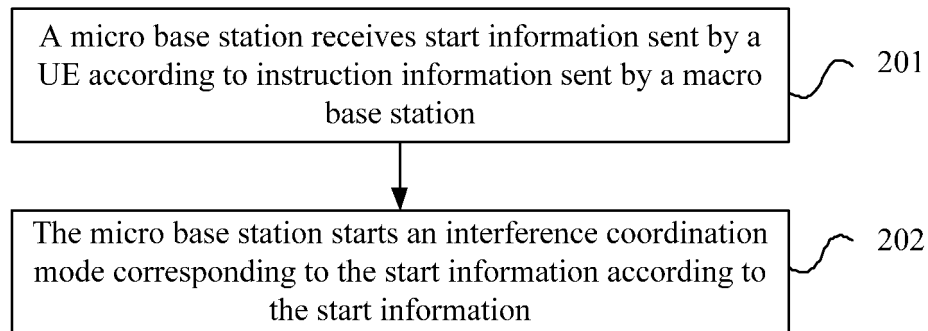 A micro base station receives start information sent by a
UE according to instruction information sent by a macro
base station
201
The micro base station starts an interference coordination
mode corresponding to the start information according to
the start information
202